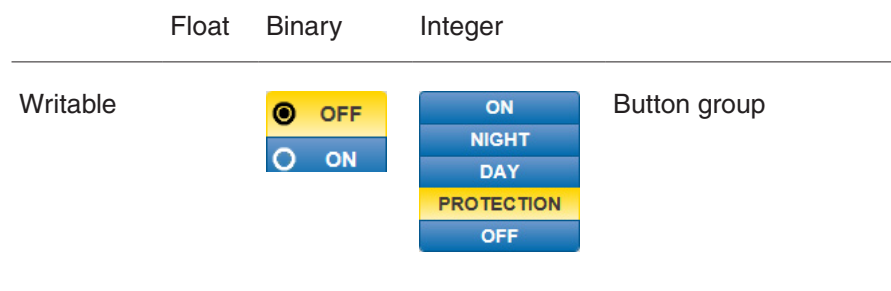 Float Binary Integer
Writable OFF ON Button group
ON NIGHT
DAY
PROTECTION
OFF